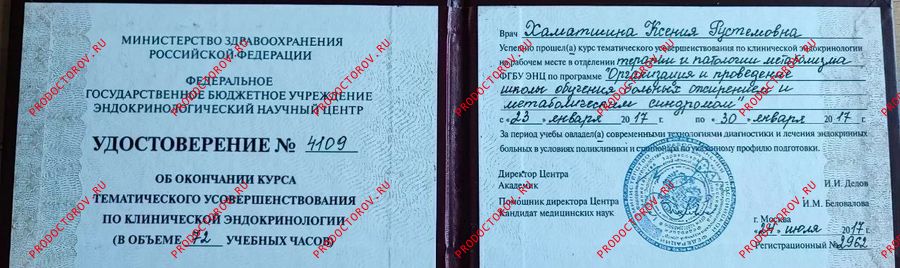 МИНИСТЕРСТВО ЗДРАВООХРАНЕНИЯ
РОССИЙСКОЙ ФЕДЕРАЦИИ
ФЕДЕРАЛЬНОЕ
ГОСУДАРСТВЕННОЕ БЮДЖЕТНОЕ УЧРЕЖДЕНИЕ
ЭНДОКРИНОЛОГИЧЕСКИЙ НАУЧНЫЙ ЦЕНТР
УДОСТОВЕРЕНИЕ № 4109
ОБ ОКОНЧАНИИ КУРСА
ТЕМАТИЧЕСКОГО УСОВЕРШЕНСТВОВАНИЯ
ПО КЛИНИЧЕСКОЙ ЭНДОКРИНОЛОГИИ
(В ОБЪЕМЕ 72 УЧЕБНЫХ ЧАСОВ)
Врач Хаматшина Ксения Рустемовна
Успешно прошел(а) курс тематического усовершенствования по клинической эндокринологии
на рабочем месте в отделении терапии и патологии метаболизма
ФГБУ ЭНЦ по программе "Организация и проведение
школы обучения больных ожирением и
метаболическим синдромом"
с «23» января 2017 г. по «30» января 2017 г.
За период учебы овладел(а) современными технологиями диагностики и лечения эндокринных
больных в условиях поликлиники и стационара по указанному профилю подготовки.
Директор Центра
Академик И.И. Дедов
Помощник директора Центра
Кандидат медицинских наук И.М. Беловалова
г. Москва
июля 2017 г.
Регистрационный № 2962
PRODOCTOROV.RU